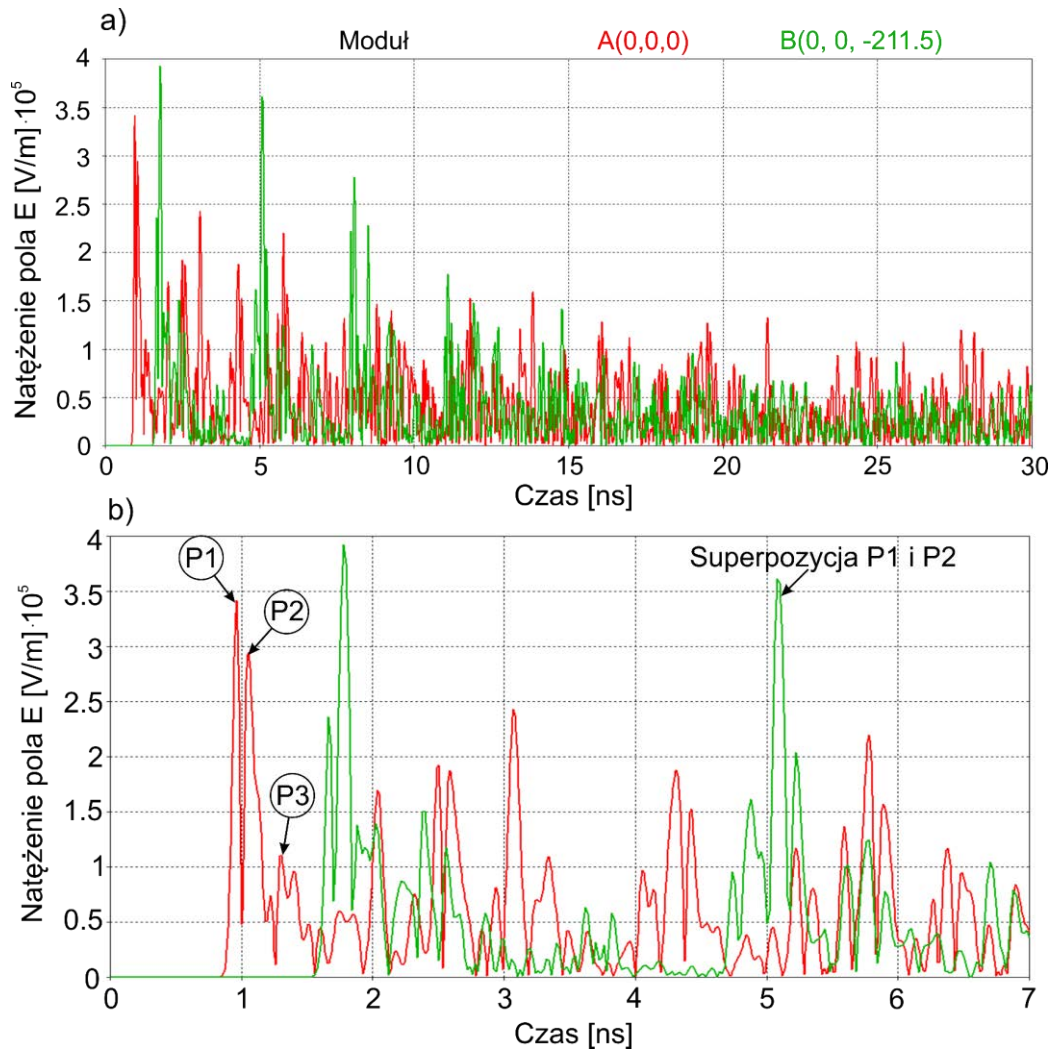 a)
Moduł A(0,0,0) B(0, 0, -211.5)
Natężenie pola E [V/m]·10⁵
4
3.5
3
2.5
2
1.5
1
0.5
0
0 5 10 15 20 25 30
Czas [ns]
b)
P1
P2
P3
Superpozycja P1 i P2
Natężenie pola E [V/m]·10⁵
4
3.5
3
2.5
2
1.5
1
0.5
0
0 1 2 3 4 5 6 7
Czas [ns]